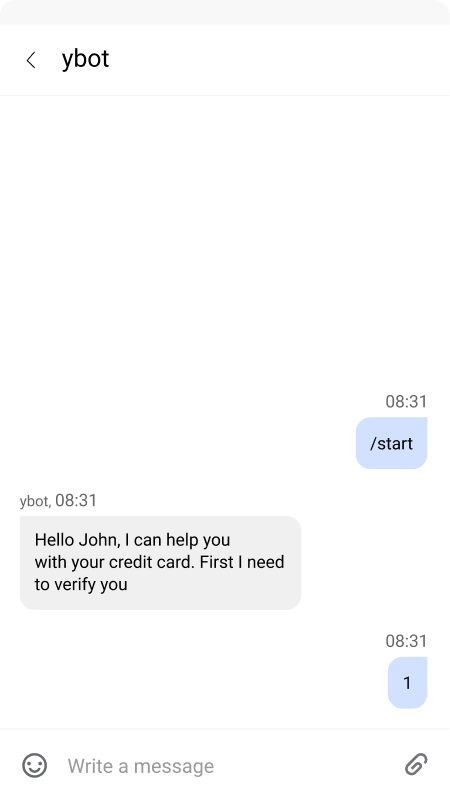 ybot
08:31
/start
ybot, 08:31
Hello John, I can help you
with your credit card. First I need
to verify you
08:31
1
Write a message